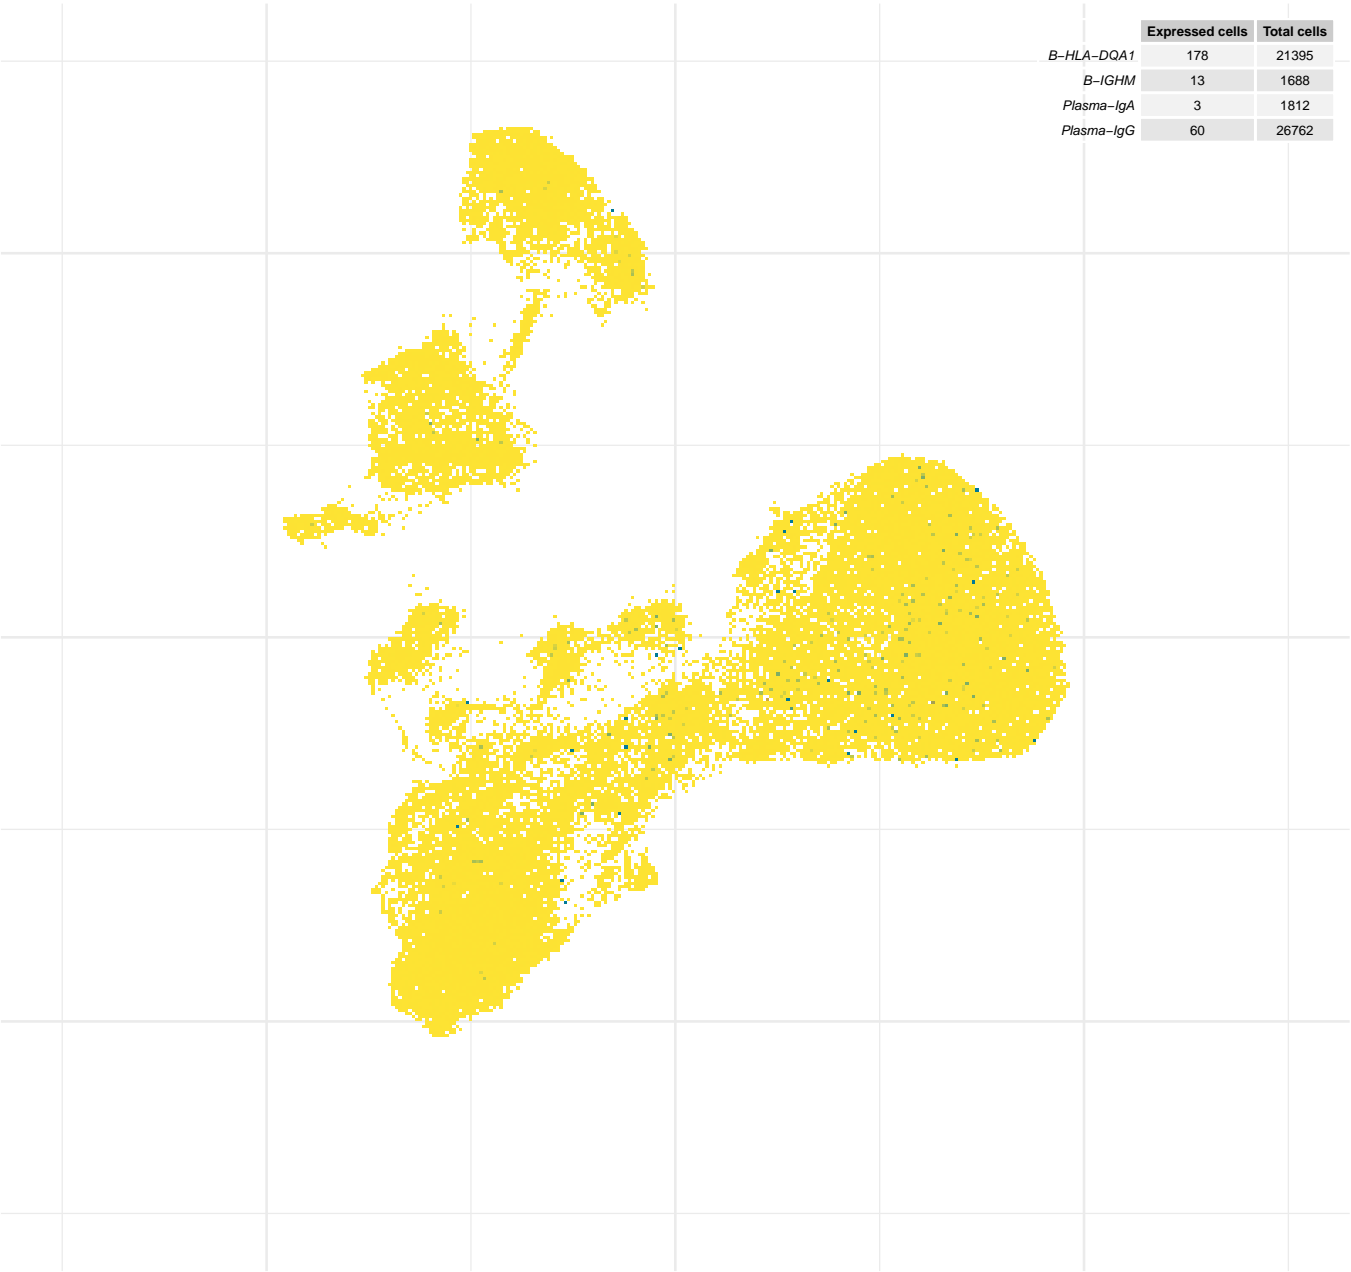 Expressed cells Total cells
B−HLA−DQA1 178 21395
B−IGHM 13 1688
Plasma−IgA 3 1812
Plasma−IgG 60 26762